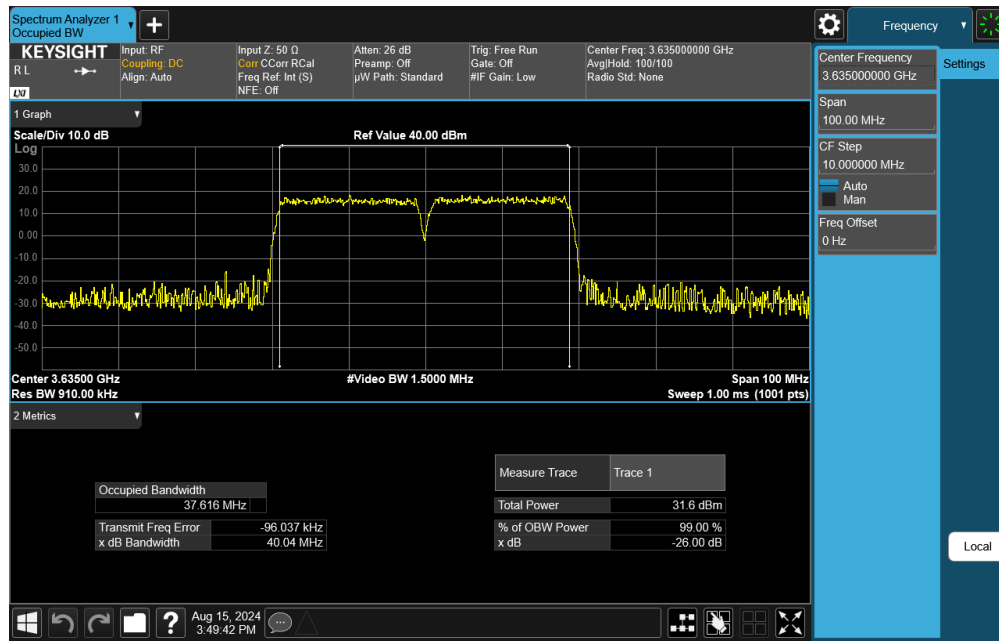 Spectrum Analyzer 1
Occupied BW
Frequency
KEYSIGHT
R L
LXI
Input: RF
Coupling: DC
Align: Auto
Input Z: 50 Ω
Corr CCorr RCal
Freq Ref: Int (S)
NFE: Off
Atten: 26 dB
Preamp: Off
µW Path: Standard
Trig: Free Run
Gate: Off
#IF Gain: Low
Center Freq: 3.635000000 GHz
Avg|Hold: 100/100
Radio Std: None
Center Frequency
3.635000000 GHz
Settings
Span
100.00 MHz
CF Step
10.000000 MHz
Auto
Man
Freq Offset
0 Hz
1 Graph
Scale/Div 10.0 dB
Ref Value 40.00 dBm
Log
30.0
20.0
10.0
0.00
-10.0
-20.0
-30.0
-40.0
-50.0
Center 3.63500 GHz
#Video BW 1.5000 MHz
Span 100 MHz
Res BW 910.00 kHz
Sweep 1.00 ms (1001 pts)
2 Metrics
Measure Trace Trace 1
Occupied Bandwidth
37.616 MHz
Total Power 31.6 dBm
Transmit Freq Error -96.037 kHz
% of OBW Power 99.00 %
x dB Bandwidth 40.04 MHz
x dB -26.00 dB
Local
?
Aug 15, 2024
3:49:42 PM